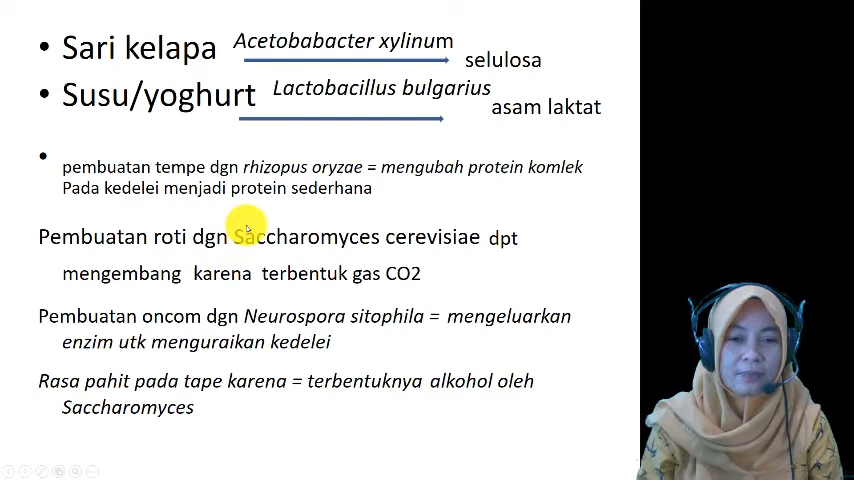 • Sari kelapa Acetobabacter xylinum selulosa
• Susu/yoghurt Lactobacillus bulgarius asam laktat
• pembuatan tempe dgn rhizopus oryzae = mengubah protein komlek
Pada kedelei menjadi protein sederhana
Pembuatan roti dgn Saccharomyces cerevisiae dpt
mengembang karena terbentuk gas CO2
Pembuatan oncom dgn Neurospora sitophila = mengeluarkan
enzim utk menguraikan kedelei
Rasa pahit pada tape karena = terbentuknya alkohol oleh
Saccharomyces